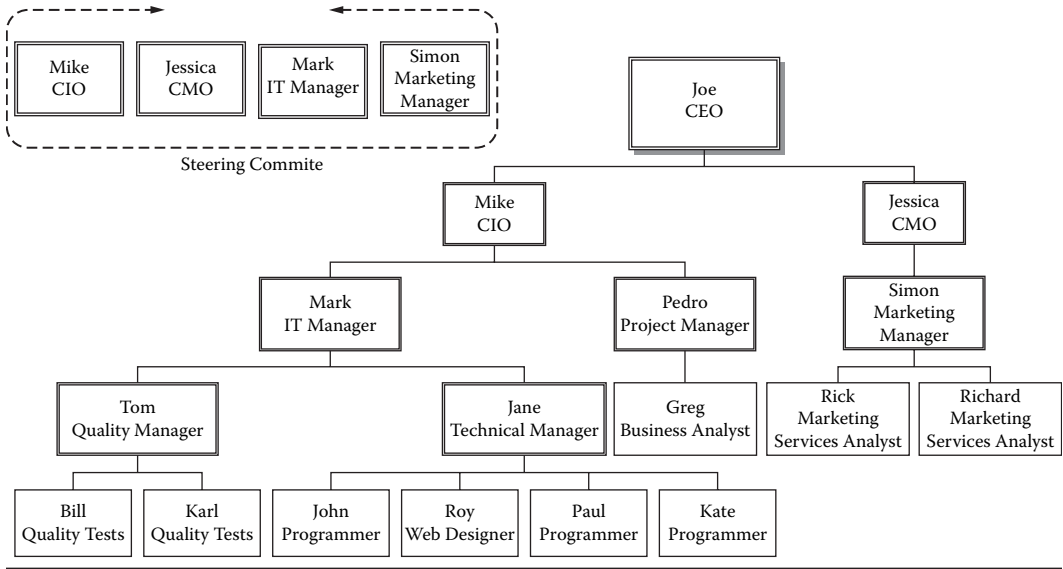 Mike
CIO
Jessica
CMO
Mark
IT Manager
Simon
Marketing
Manager
Steering Commite
Joe
CEO
Mike
CIO
Jessica
CMO
Mark
IT Manager
Pedro
Project Manager
Simon
Marketing
Manager
Tom
Quality Manager
Jane
Technical Manager
Greg
Business Analyst
Rick
Marketing
Services Analyst
Richard
Marketing
Services Analyst
Bill
Quality Tests
Karl
Quality Tests
John
Programmer
Roy
Web Designer
Paul
Programmer
Kate
Programmer